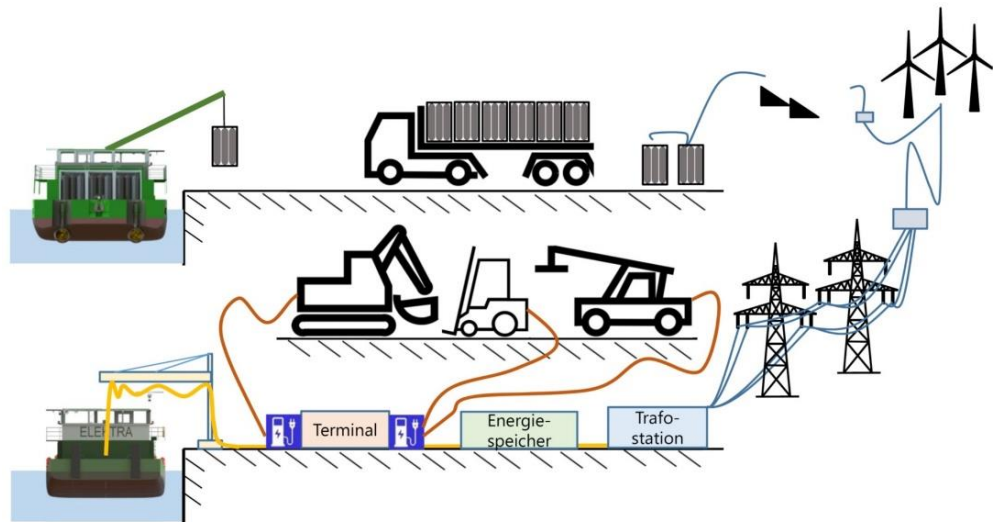 ELEKTRA
Terminal
Energie-
speicher
Trafo-
station